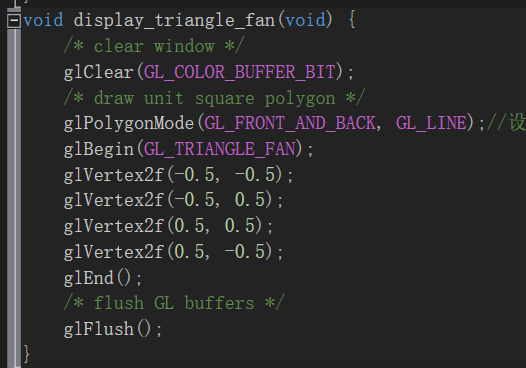 void display_triangle_fan(void) {
/* clear window */
glClear(GL_COLOR_BUFFER_BIT);
/* draw unit square polygon */
glPolygonMode(GL_FRONT_AND_BACK, GL_LINE);//设
glBegin(GL_TRIANGLE_FAN);
glVertex2f(-0.5, -0.5);
glVertex2f(-0.5, 0.5);
glVertex2f(0.5, 0.5);
glVertex2f(0.5, -0.5);
glEnd();
/* flush GL buffers */
glFlush();
}